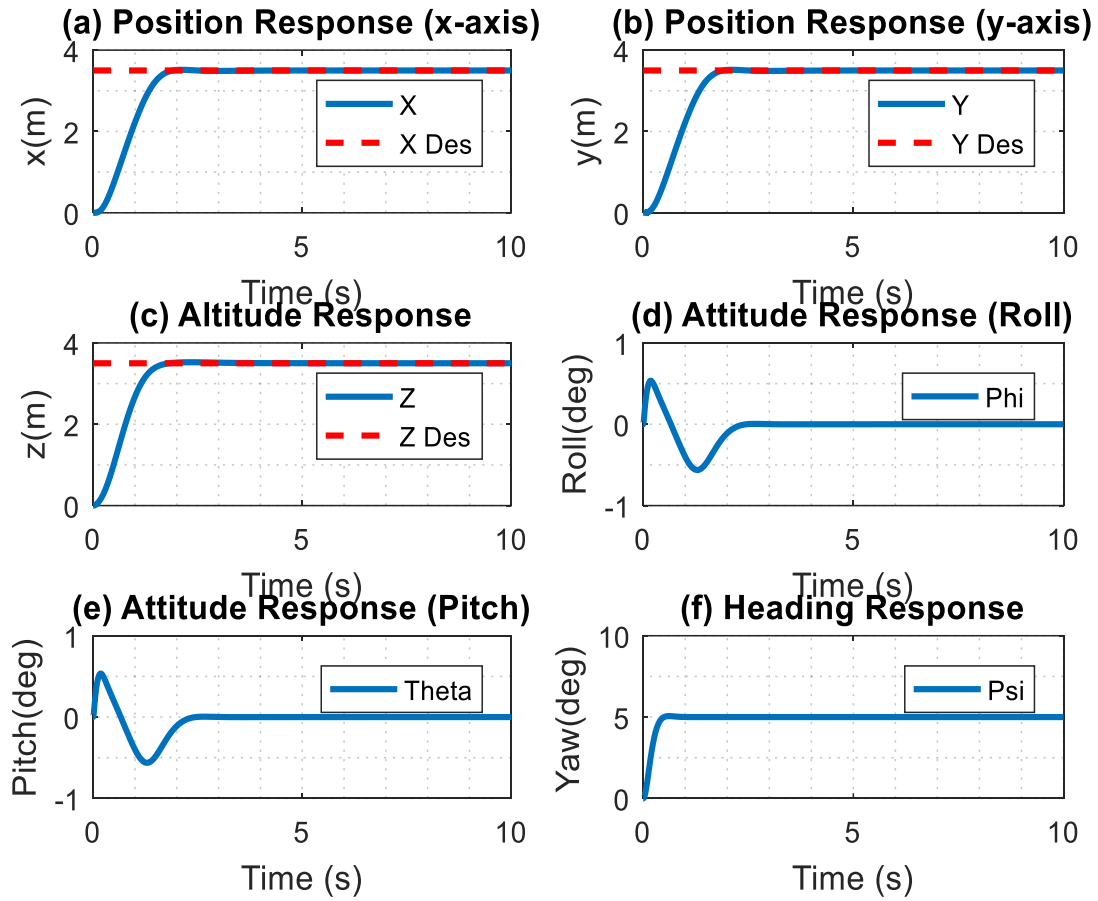 (a) Position Response (x-axis)
x(m)
4
2
0
X
X Des
0 5 10
Time (s)
(b) Position Response (y-axis)
y(m)
4
2
0
Y
Y Des
0 5 10
Time (s)
(c) Altitude Response
z(m)
4
2
0
Z
Z Des
0 5 10
Time (s)
(d) Attitude Response (Roll)
Roll(deg)
1
0
-1
Phi
0 5 10
Time (s)
(e) Attitude Response (Pitch)
Pitch(deg)
1
0
-1
Theta
0 5 10
Time (s)
(f) Heading Response
Yaw(deg)
10
5
0
Psi
0 5 10
Time (s)